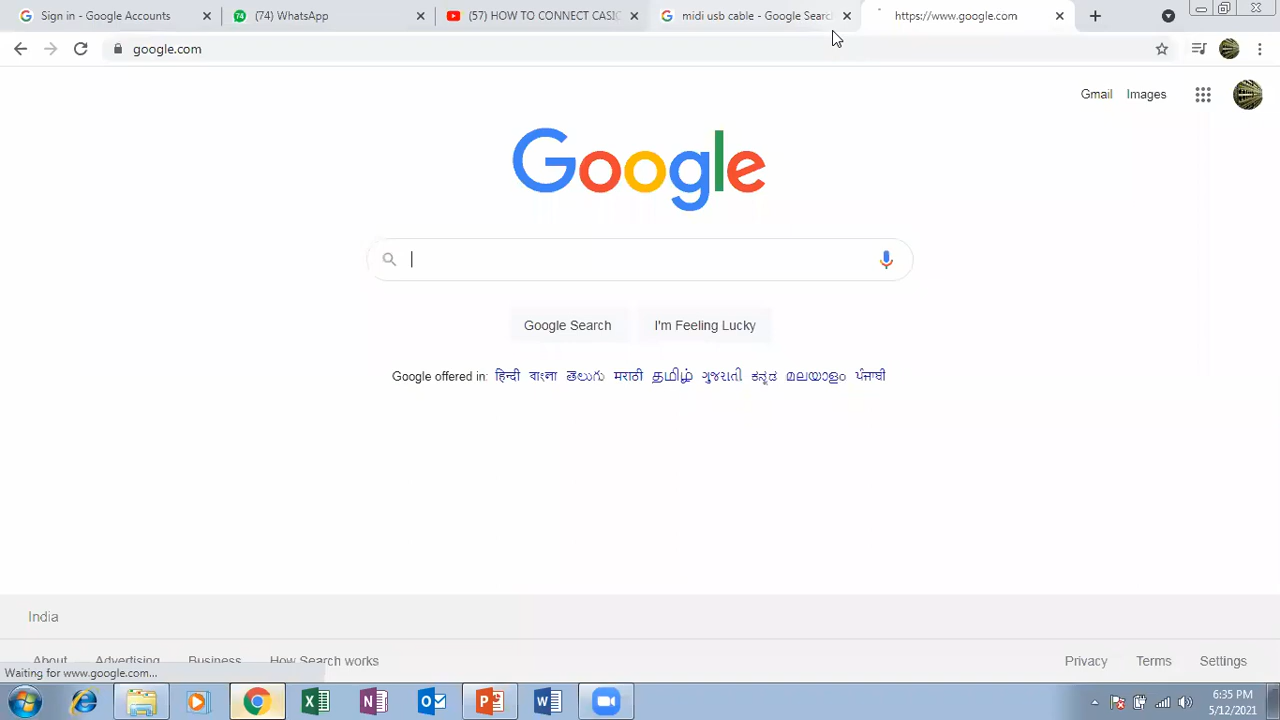 Sign in - Google Accounts
74
(74) WhatsApp
(57) HOW TO CONNECT CASIO
midi usb cable - Google Search
https://www.google.com
google.com
Gmail
Images
Google
Google Search
I'm Feeling Lucky
Google offered in: हिन्दी বাংলা తెలుగు मराठी தமிழ் ગુજરાતી ಕನ್ನಡ മലയാളം ਪੰਜਾਬੀ
India
About
Advertising
Business
How Search works
Privacy
Terms
Settings
Waiting for www.google.com...
6:35 PM
5/12/2021